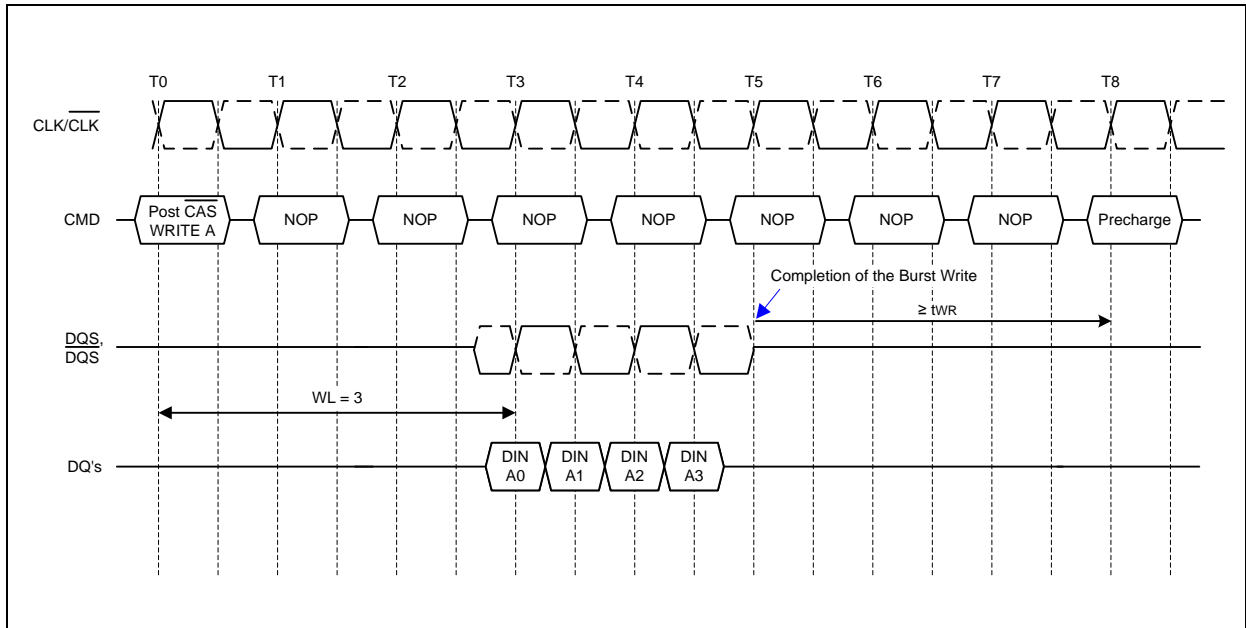 T0 T1 T2 T3 T4 T5 T6 T7 T8
CLK/CLK
CMD
Post CAS
WRITE A
NOP NOP NOP NOP NOP NOP NOP Precharge
Completion of the Burst Write
≥ tWR
DQS,
DQS
WL = 3
DQ's
DIN DIN DIN DIN
A0 A1 A2 A3